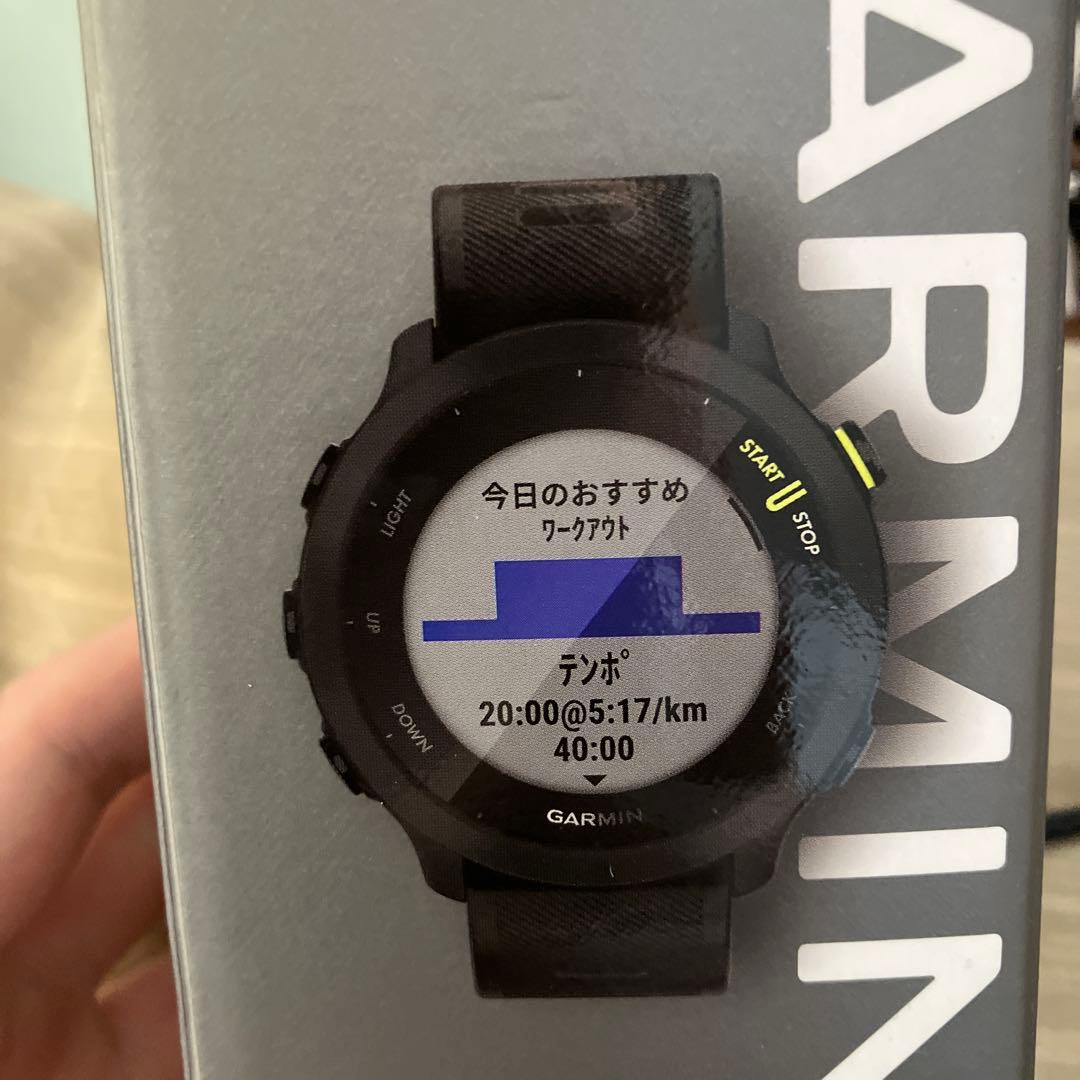 今日のおすすめ
ワークアウト
テンポ
20:00@5:17/km
40:00
GARMIN
START
STOP
LIGHT
UP
DOWN
BACK
ARMIN